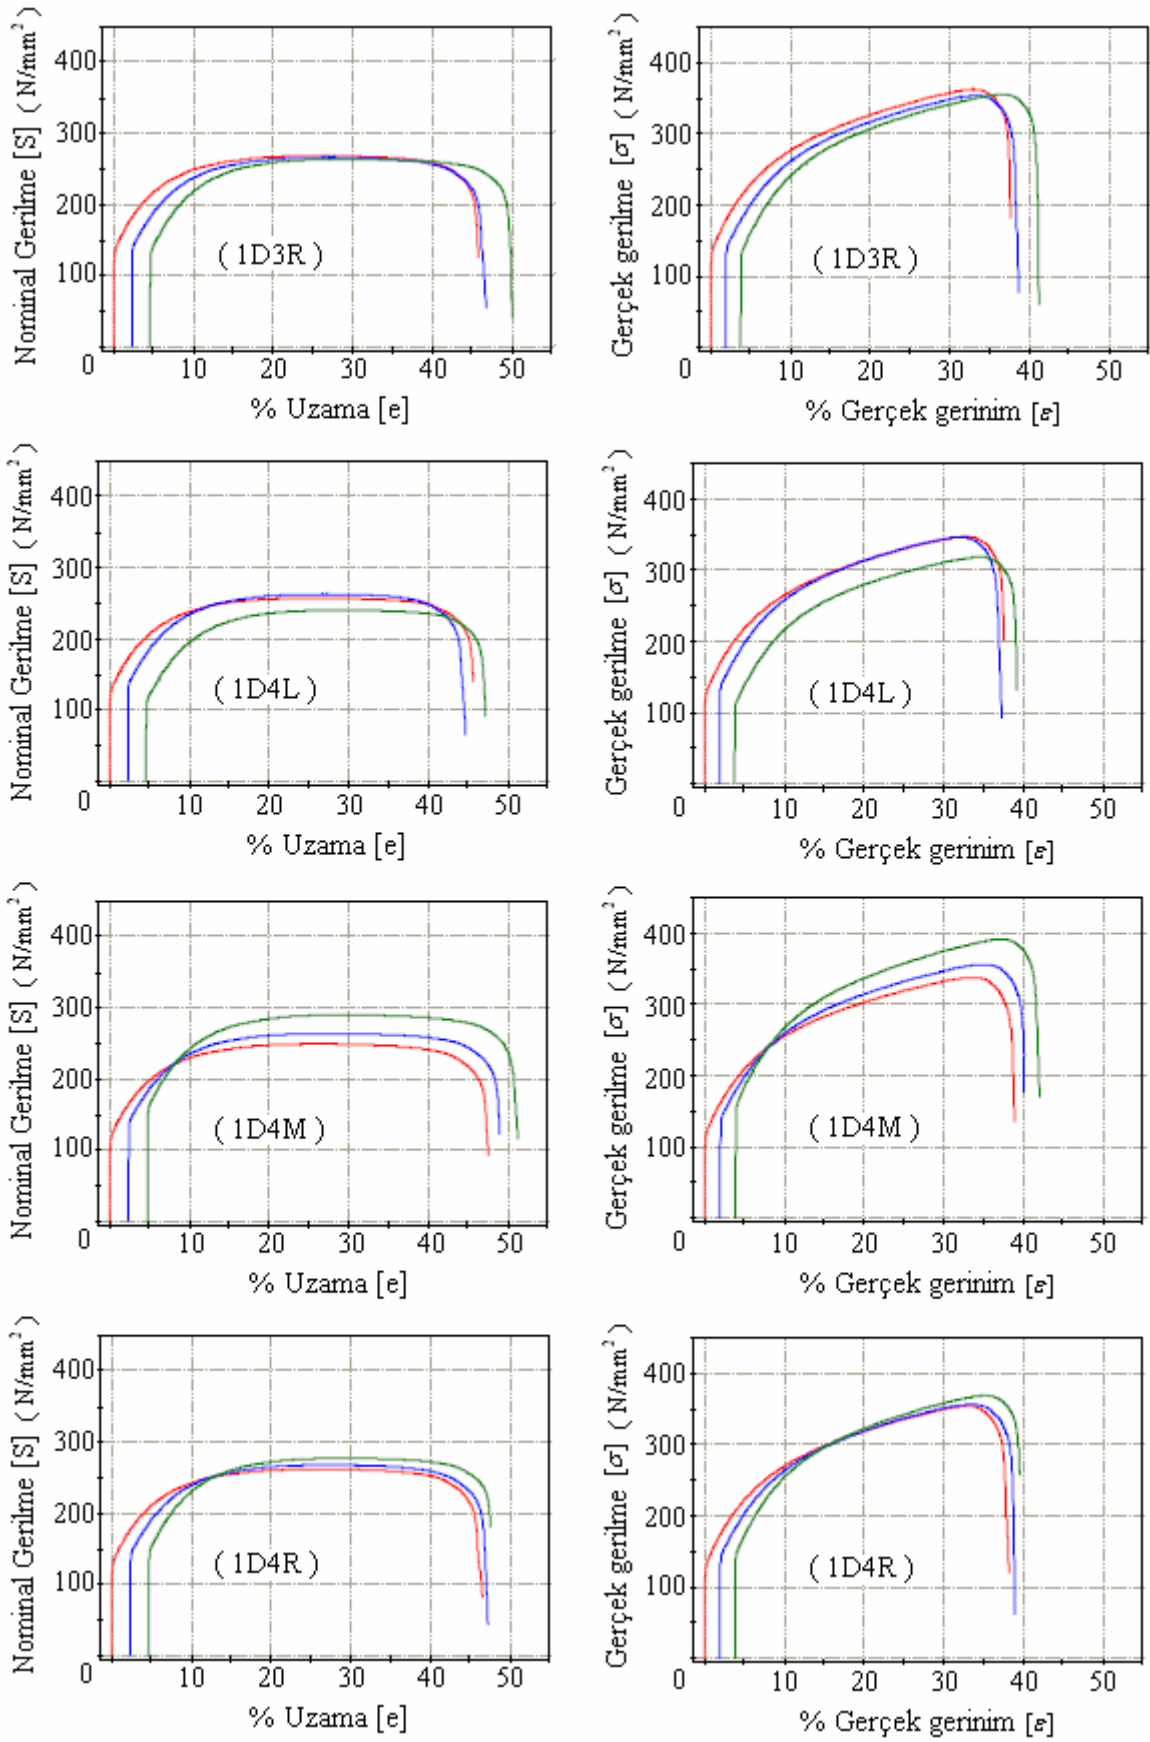 Nominal Gerilme [S] ( N/mm² )
400
300
200
100
0
( 1D3R )
10 20 30 40 50
% Uzama [e]
Gerçek gerilme [σ] ( N/mm² )
400
300
200
100
0
( 1D3R )
10 20 30 40 50
% Gerçek gerinim [ε]
Nominal Gerilme [S] ( N/mm² )
400
300
200
100
0
( 1D4L )
10 20 30 40 50
% Uzama [e]
Gerçek gerilme [σ] ( N/mm² )
400
300
200
100
0
( 1D4L )
10 20 30 40 50
% Gerçek gerinim [ε]
Nominal Gerilme [S] ( N/mm² )
400
300
200
100
0
( 1D4M )
10 20 30 40 50
% Uzama [e]
Gerçek gerilme [σ] ( N/mm² )
400
300
200
100
0
( 1D4M )
10 20 30 40 50
% Gerçek gerinim [ε]
Nominal Gerilme [S] ( N/mm² )
400
300
200
100
0
( 1D4R )
10 20 30 40 50
% Uzama [e]
Gerçek gerilme [σ] ( N/mm² )
400
300
200
100
0
( 1D4R )
10 20 30 40 50
% Gerçek gerinim [ε]